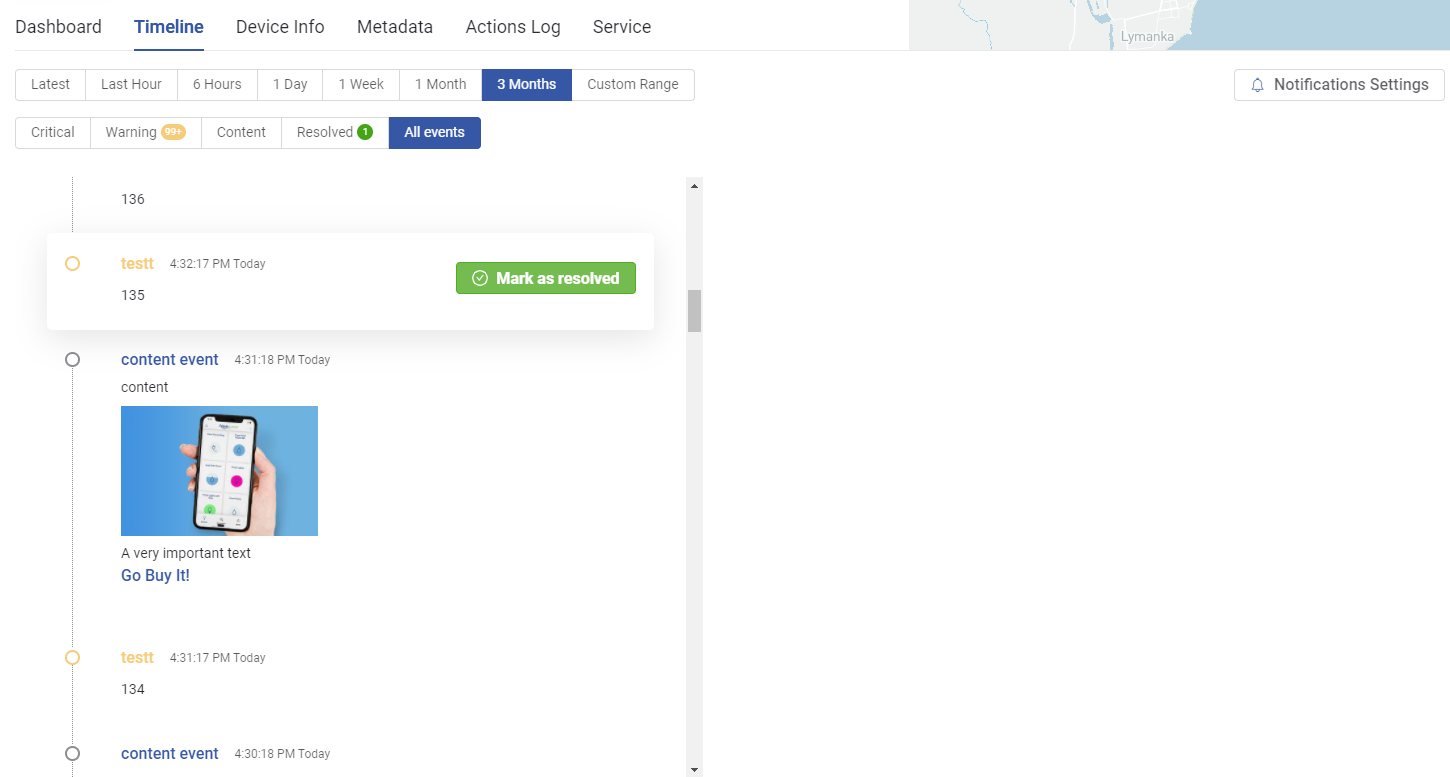 Dashboard Timeline Device Info Metadata Actions Log Service
Lymanka
Latest Last Hour 6 Hours 1 Day 1 Week 1 Month 3 Months Custom Range
Notifications Settings
Critical Warning 99+ Content Resolved 1 All events
136
testt 4:32:17 PM Today
Mark as resolved
135
content event 4:31:18 PM Today
content
A very important text
Go Buy It!
testt 4:31:17 PM Today
134
content event 4:30:18 PM Today